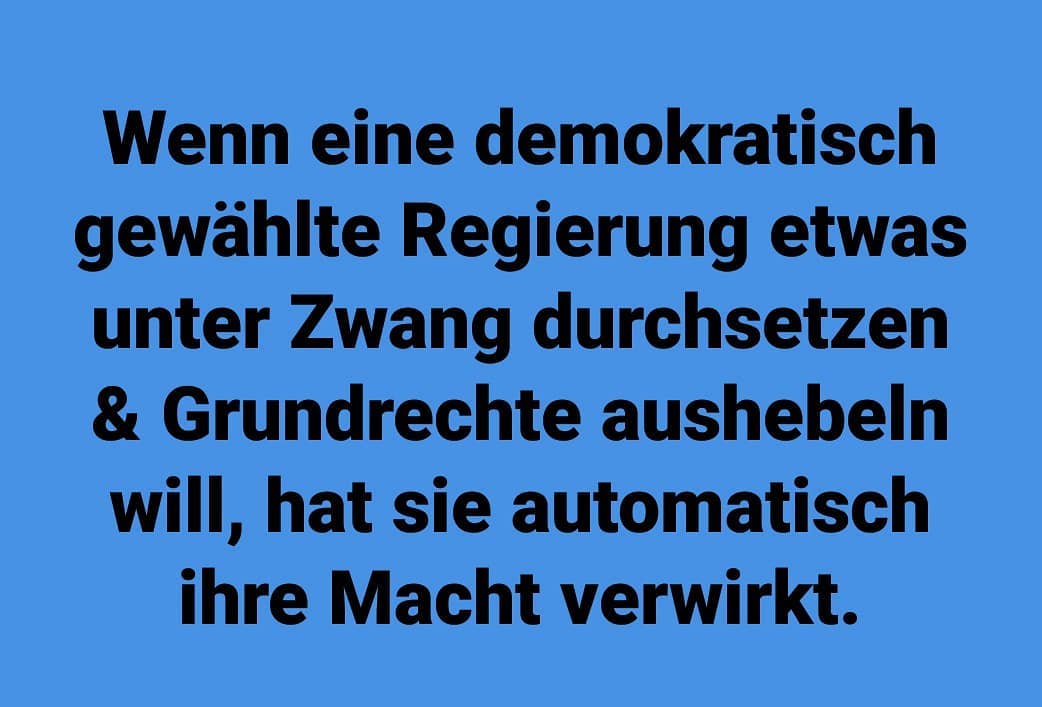 Wenn eine demokratisch
gewählte Regierung etwas
unter Zwang durchsetzen
& Grundrechte aushebeln
will, hat sie automatisch
ihre Macht verwirkt.